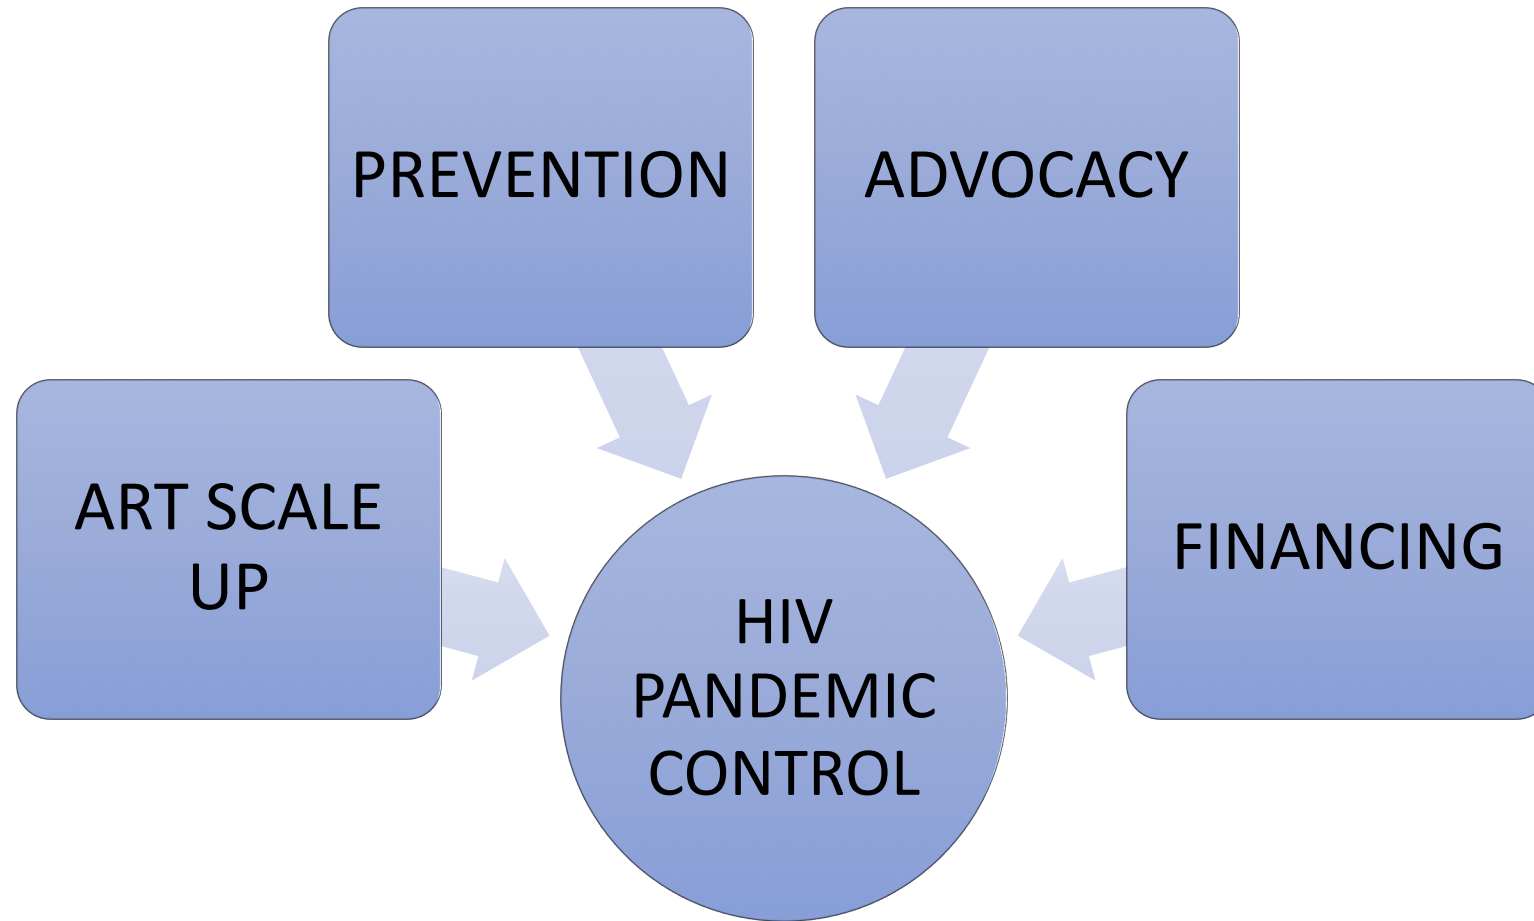 PREVENTION
ADVOCACY
ART SCALE
UP
FINANCING
HIV
PANDEMIC
CONTROL